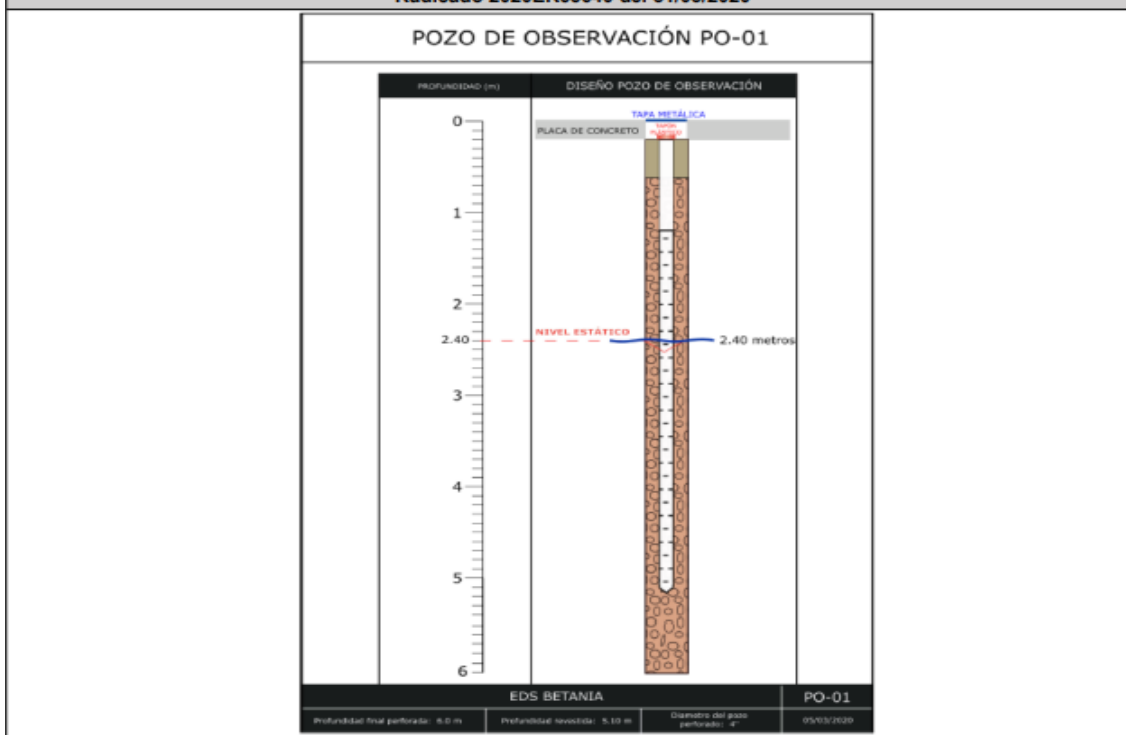 POZO DE OBSERVACIÓN PO-01
PROFUNDIDAD (m)
DISEÑO POZO DE OBSERVACIÓN
TAPA METÁLICA
0
PLACA DE CONCRETO
TAPÓN
PLÁSTICO
1
2
NIVEL ESTÁTICO
2.40
2.40 metros
3
4
5
6
EDS BETANIA
PO-01
Profundidad final perforada: 6.0 m
Profundidad revestida: 5.10 m
Diametro del pozo
perforado: 4"
05/03/2020